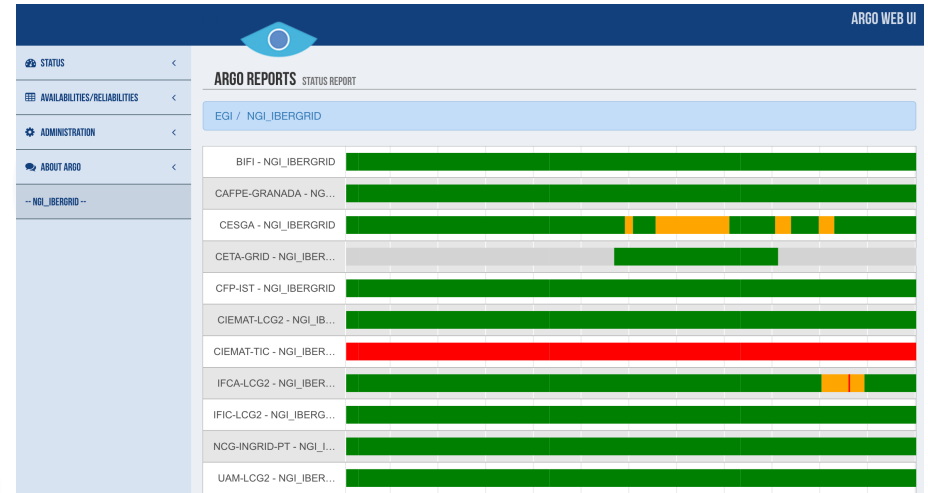 ARGO WEB UI
STATUS <
AVAILABILITIES/RELIABILITIES <
ADMINISTRATION <
ABOUT ARGO <
-- NGI_IBERGRID --
ARGO REPORTS STATUS REPORT
EGI / NGI_IBERGRID
BIFI - NGI_IBERGRID
CAFPE-GRANADA - NG...
CESGA - NGI_IBERGRID
CETA-GRID - NGI_IBER...
CFP-IST - NGI_IBERGRID
CIEMAT-LCG2 - NGI_IB...
CIEMAT-TIC - NGI_IBER...
IFCA-LCG2 - NGI_IBER...
IFIC-LCG2 - NGI_IBERG...
NCG-INGRID-PT - NGI_I...
UAM-LCG2 - NGI_IBER...